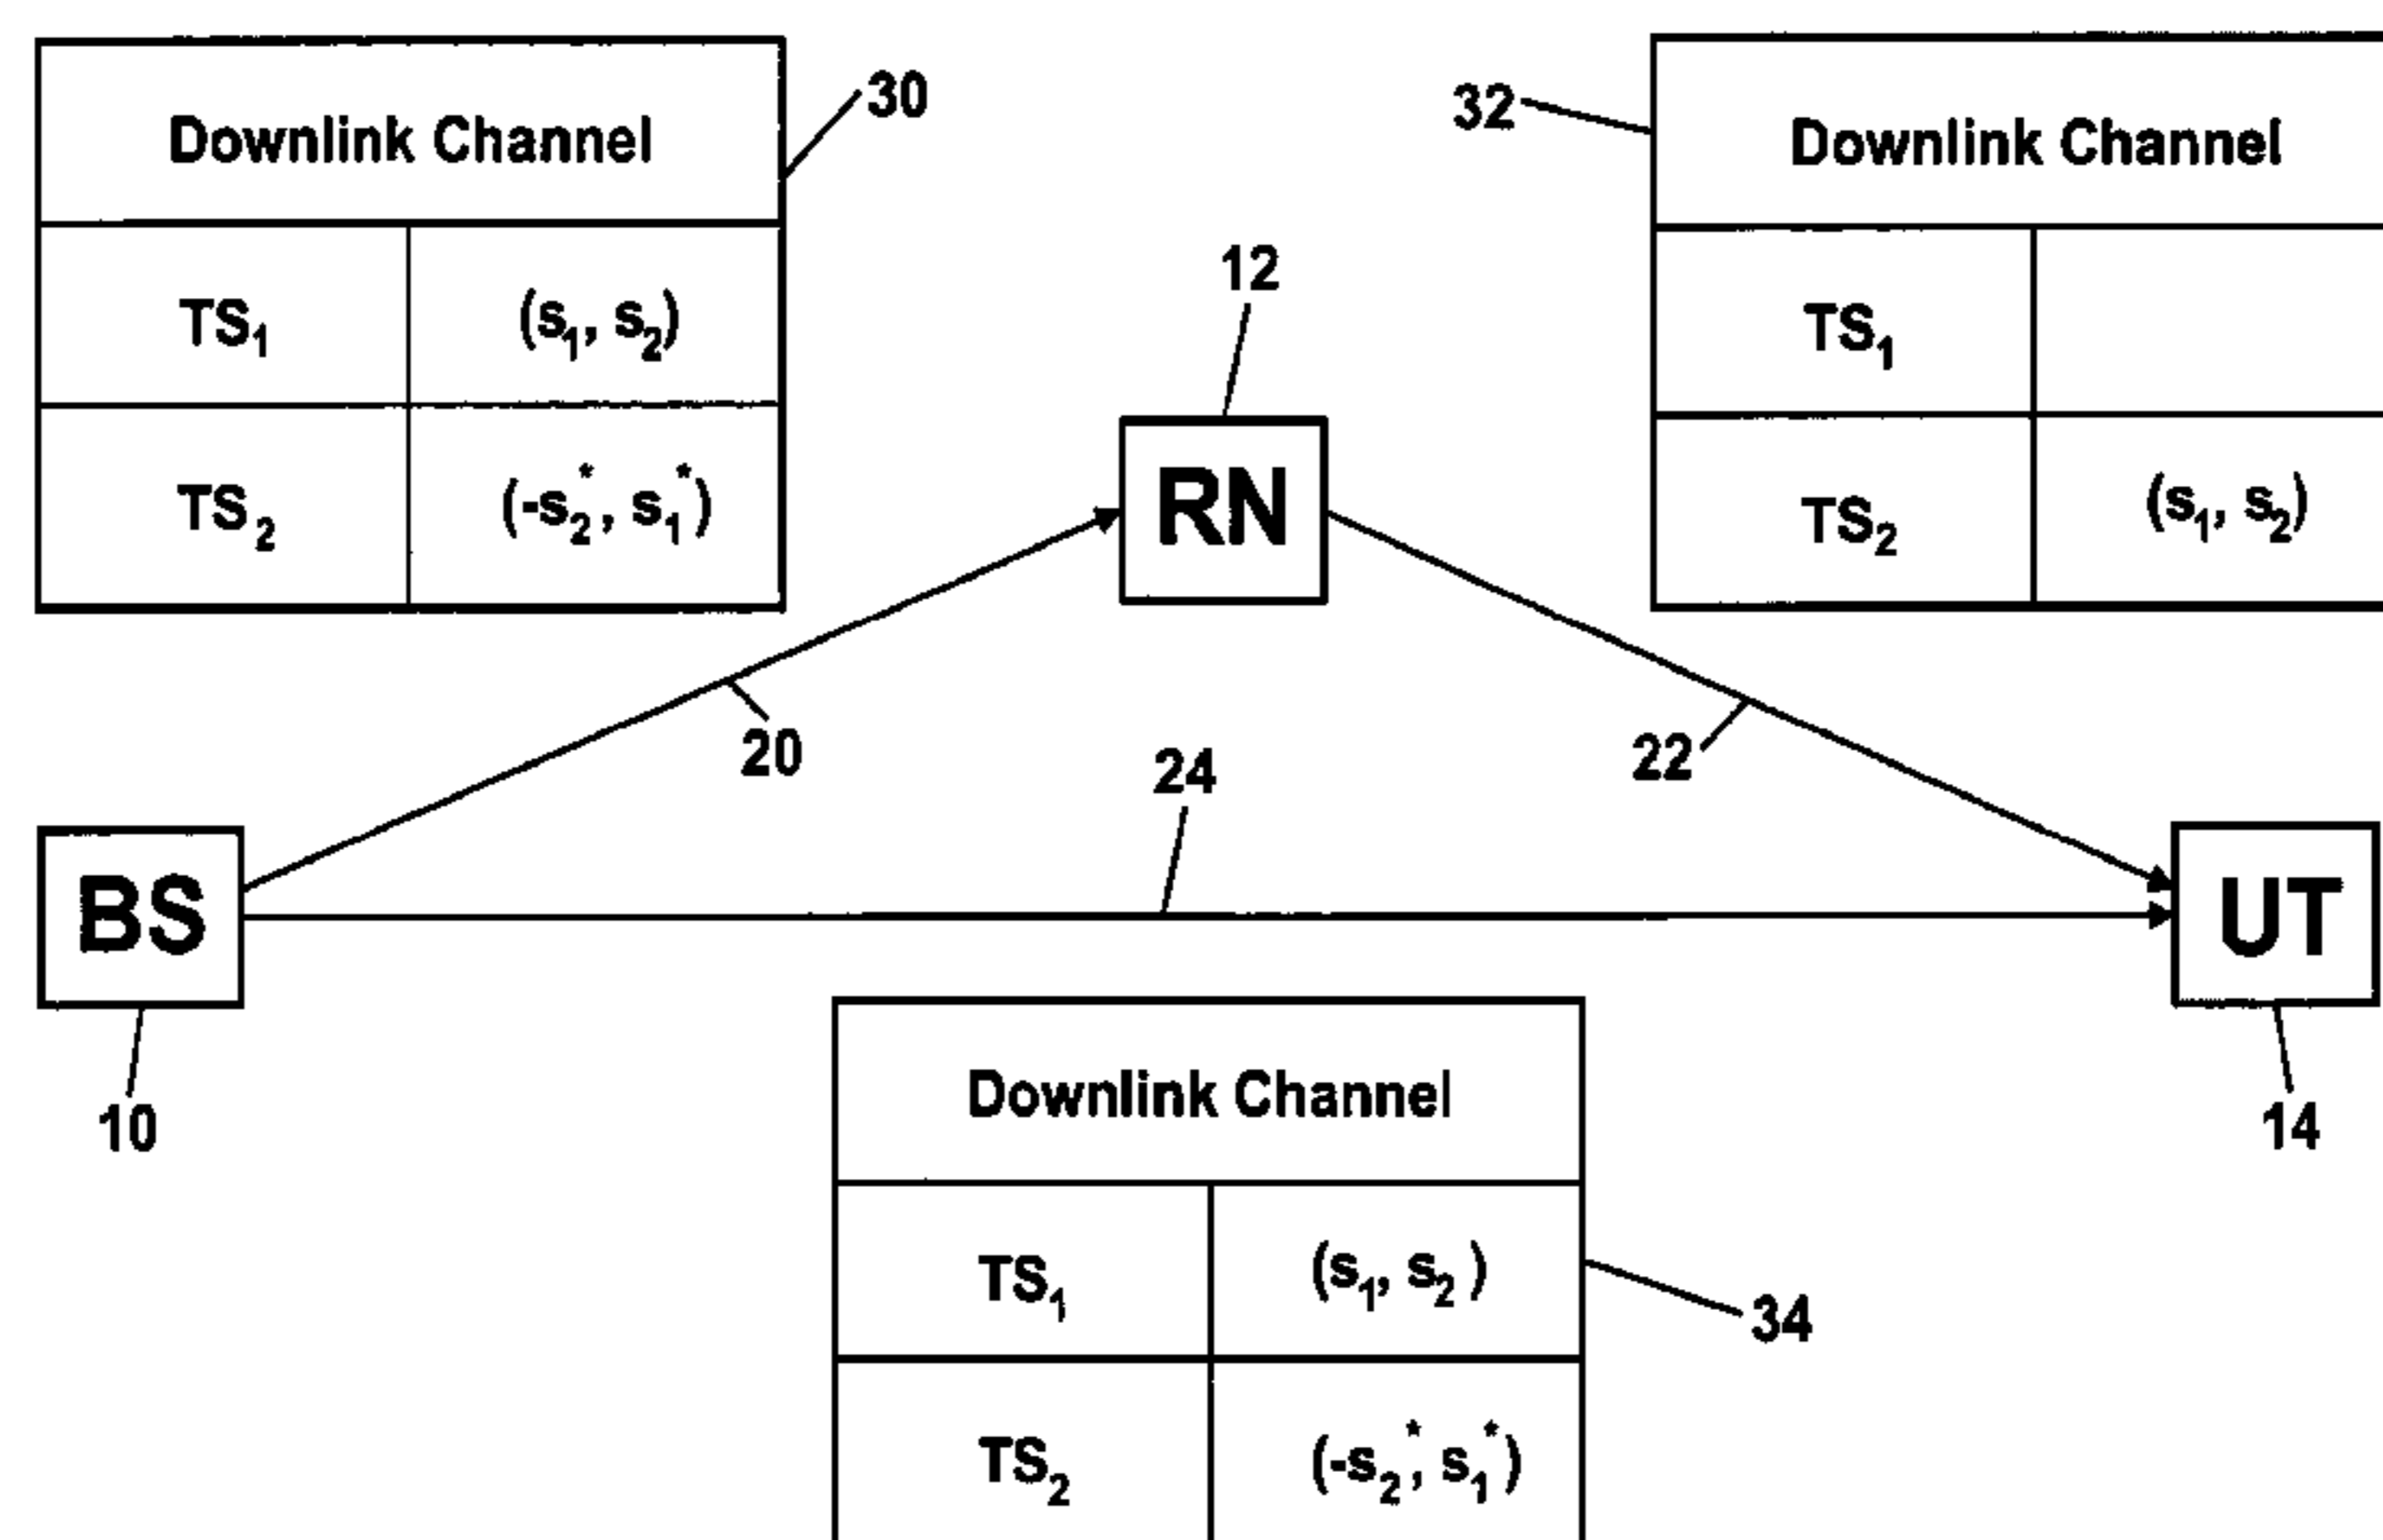 Downlink Channel
TS₁ (s₁, s₂)
TS₂ (-s₂*, s₁*)
30
32
Downlink Channel
TS₁
TS₂ (s₁, s₂)
12
RN
20
22
24
BS
10
UT
14
Downlink Channel
TS₁ (s₁, s₂ )
TS₂ (-s₂*, s₁*)
34